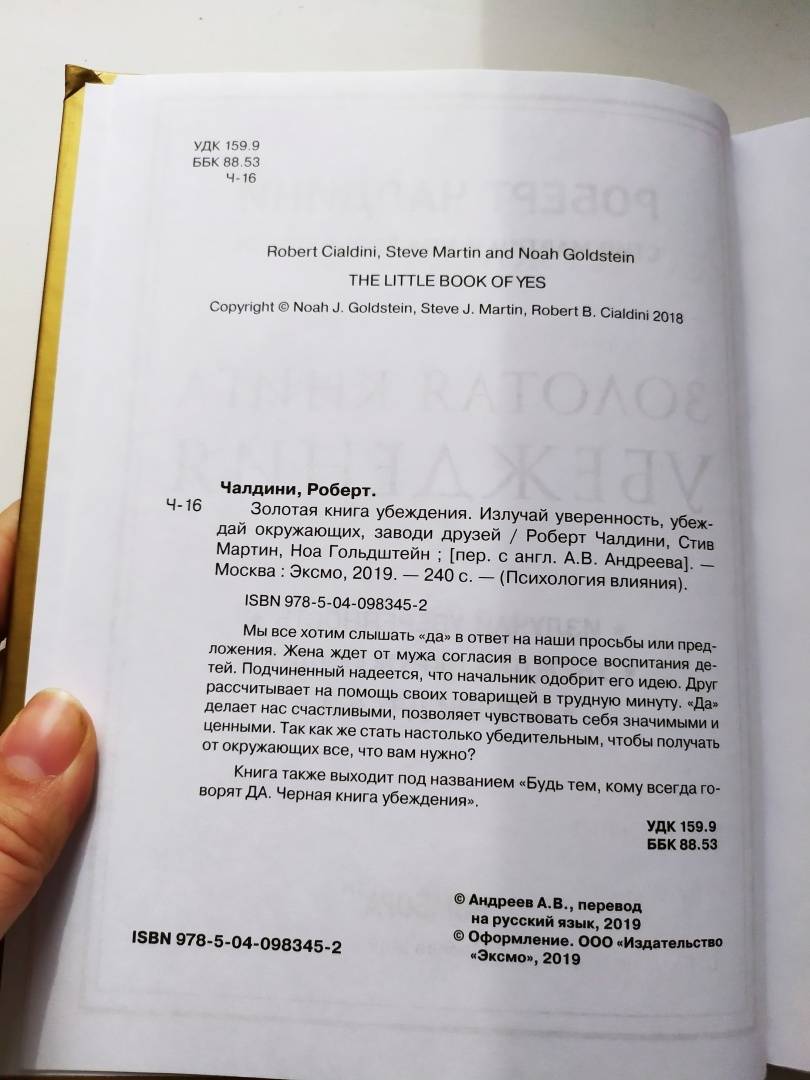 УДК 159.9
ББК 88.53
Ч-16
Robert Cialdini, Steve Martin and Noah Goldstein
THE LITTLE BOOK OF YES
Copyright © Noah J. Goldstein, Steve J. Martin, Robert B. Cialdini 2018
Чалдини, Роберт.
Ч-16 Золотая книга убеждения. Излучай уверенность, убеж-
дай окружающих, заводи друзей / Роберт Чалдини, Стив
Мартин, Ноа Гольдштейн ; [пер. с англ. А.В. Андреева]. —
Москва : Эксмо, 2019. — 240 с. — (Психология влияния).
ISBN 978-5-04-098345-2
Мы все хотим слышать «да» в ответ на наши просьбы или пред-
ложения. Жена ждет от мужа согласия в вопросе воспитания де-
тей. Подчиненный надеется, что начальник одобрит его идею. Друг
рассчитывает на помощь своих товарищей в трудную минуту. «Да»
делает нас счастливыми, позволяет чувствовать себя значимыми и
ценными. Так как же стать настолько убедительным, чтобы получать
от окружающих все, что вам нужно?
Книга также выходит под названием «Будь тем, кому всегда го-
ворят ДА. Черная книга убеждения».
УДК 159.9
ББК 88.53
© Андреев А.В., перевод
на русский язык, 2019
© Оформление. ООО «Издательство
«Эксмо», 2019
ISBN 978-5-04-098345-2